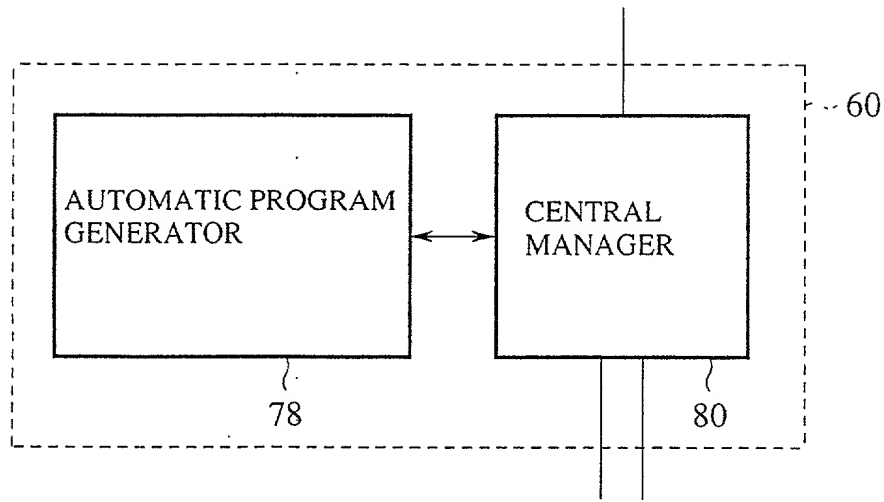 60
AUTOMATIC PROGRAM
GENERATOR
CENTRAL
MANAGER
78
80